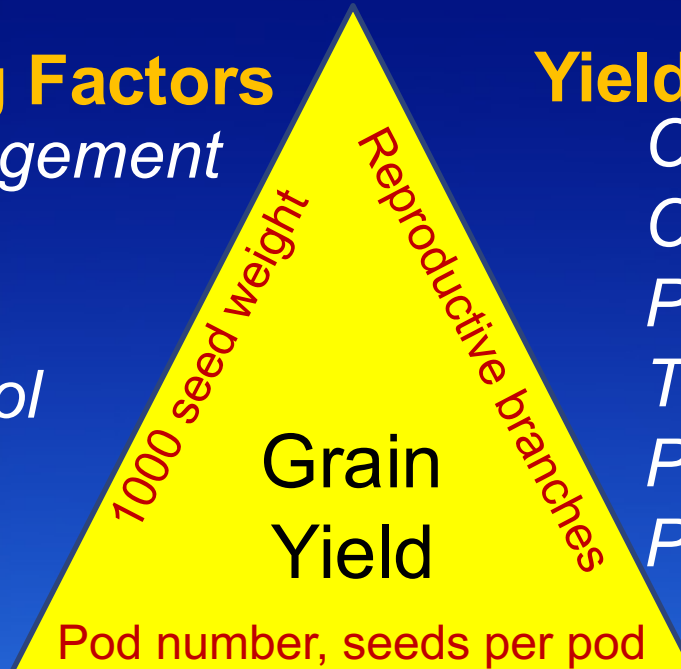 g Factors
gement
ol
1000 seed weight
Reproductive branches
Grain
Yield
Pod number, seeds per pod
Yield
C
C
P
T
P
P